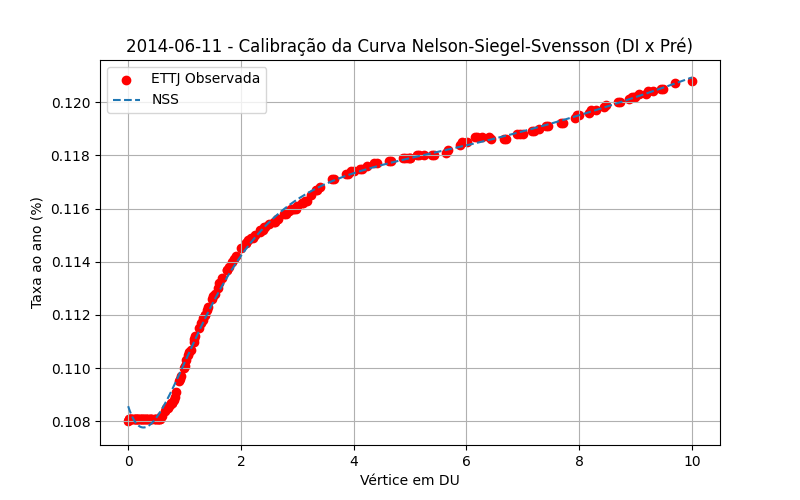 2014-06-11 - Calibração da Curva Nelson-Siegel-Svensson (DI x Pré)
ETTJ Observada
NSS
Taxa ao ano (%)
0.120
0.118
0.116
0.114
0.112
0.110
0.108
0 2 4 6 8 10
Vértice em DU